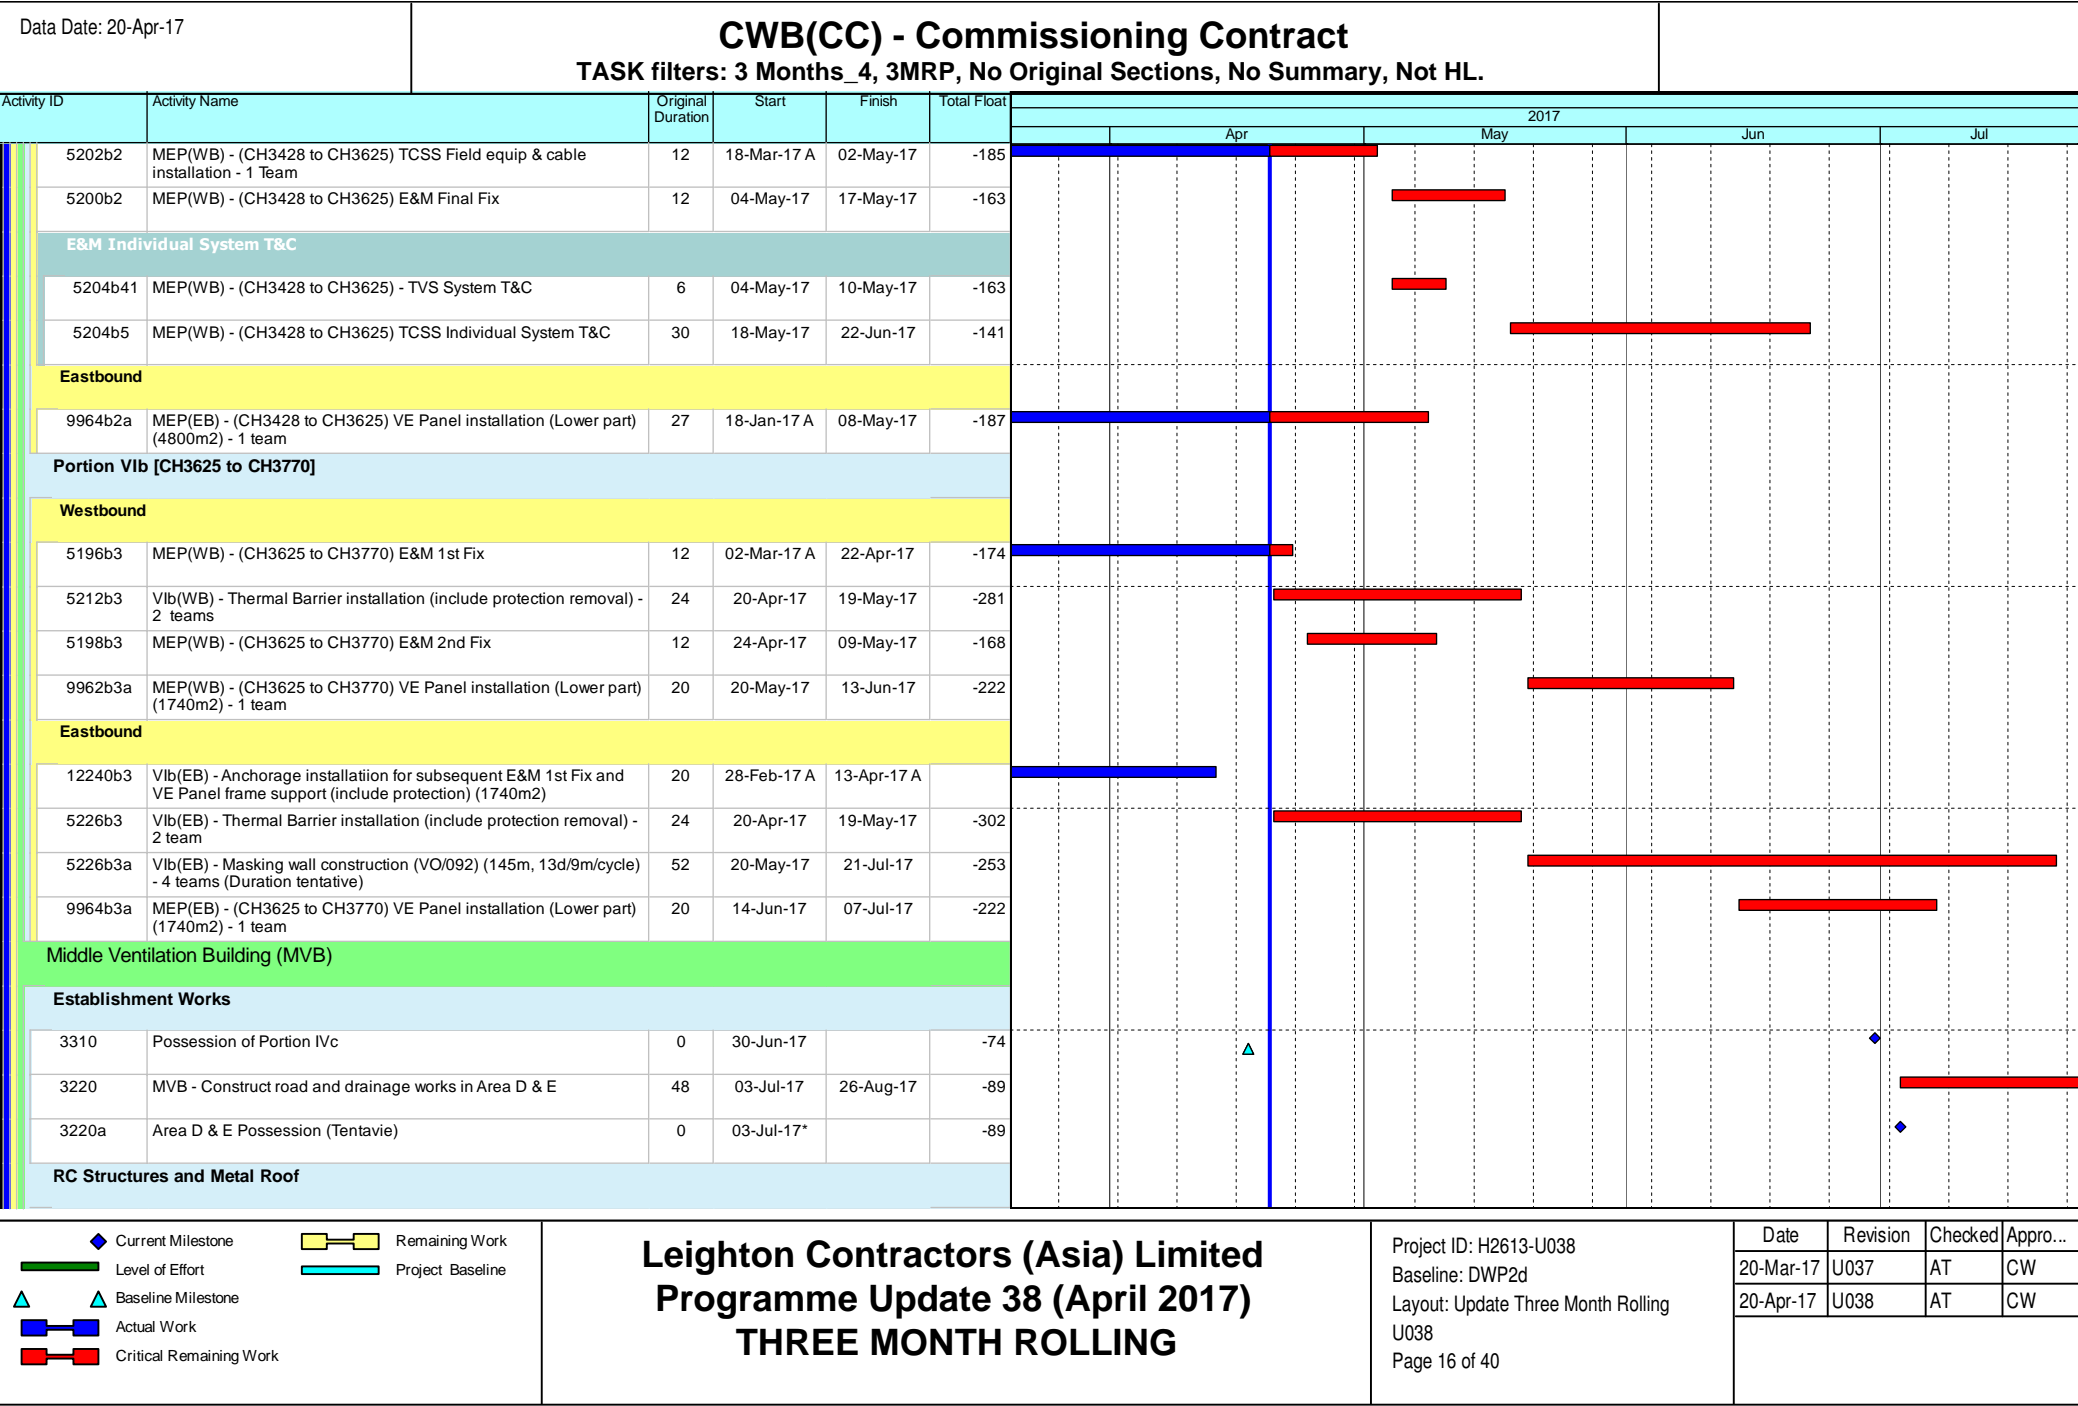 Data Date: 20-Apr-17
CWB(CC) - Commissioning Contract
TASK filters: 3 Months_4, 3MRP, No Original Sections, No Summary, Not HL.
Activity ID Activity Name Original Duration Start Finish Total Float
2017
Apr May Jun Jul
5202b2 MEP(WB) - (CH3428 to CH3625) TCSS Field equip & cable 12 18-Mar-17 A 02-May-17 -185
installation - 1 Team
5200b2 MEP(WB) - (CH3428 to CH3625) E&M Final Fix 12 04-May-17 17-May-17 -163
E&M Individual System T&C
5204b41 MEP(WB) - (CH3428 to CH3625) - TVS System T&C 6 04-May-17 10-May-17 -163
5204b5 MEP(WB) - (CH3428 to CH3625) TCSS Individual System T&C 30 18-May-17 22-Jun-17 -141
Eastbound
9964b2a MEP(EB) - (CH3428 to CH3625) VE Panel installation (Lower part) 27 18-Jan-17 A 08-May-17 -187
(4800m2) - 1 team
Portion VIb [CH3625 to CH3770]
Westbound
5196b3 MEP(WB) - (CH3625 to CH3770) E&M 1st Fix 12 02-Mar-17 A 22-Apr-17 -174
5212b3 VIb(WB) - Thermal Barrier installation (include protection removal) - 24 20-Apr-17 19-May-17 -281
2 teams
5198b3 MEP(WB) - (CH3625 to CH3770) E&M 2nd Fix 12 24-Apr-17 09-May-17 -168
9962b3a MEP(WB) - (CH3625 to CH3770) VE Panel installation (Lower part) 20 20-May-17 13-Jun-17 -222
(1740m2) - 1 team
Eastbound
12240b3 VIb(EB) - Anchorage installatiion for subsequent E&M 1st Fix and 20 28-Feb-17 A 13-Apr-17 A
VE Panel frame support (include protection) (1740m2)
5226b3 VIb(EB) - Thermal Barrier installation (include protection removal) - 24 20-Apr-17 19-May-17 -302
2 team
5226b3a VIb(EB) - Masking wall construction (VO/092) (145m, 13d/9m/cycle) 52 20-May-17 21-Jul-17 -253
- 4 teams (Duration tentative)
9964b3a MEP(EB) - (CH3625 to CH3770) VE Panel installation (Lower part) 20 14-Jun-17 07-Jul-17 -222
(1740m2) - 1 team
Middle Ventilation Building (MVB)
Establishment Works
3310 Possession of Portion IVc 0 30-Jun-17 -74
3220 MVB - Construct road and drainage works in Area D & E 48 03-Jul-17 26-Aug-17 -89
3220a Area D & E Possession (Tentavie) 0 03-Jul-17* -89
RC Structures and Metal Roof
Current Milestone Remaining Work
Level of Effort Project Baseline
Baseline Milestone
Actual Work
Critical Remaining Work
Leighton Contractors (Asia) Limited
Programme Update 38 (April 2017)
THREE MONTH ROLLING
Project ID: H2613-U038
Baseline: DWP2d
Layout: Update Three Month Rolling
U038
Page 16 of 40
Date Revision Checked Appro...
20-Mar-17 U037 AT CW
20-Apr-17 U038 AT CW